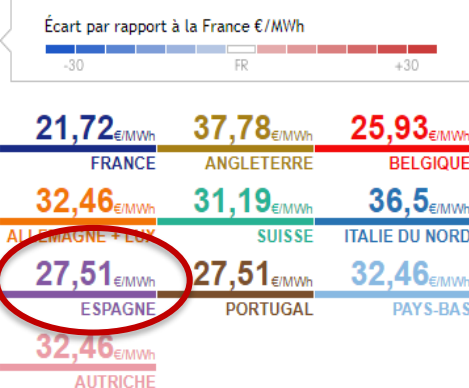 Écart par rapport à la France €/MWh
-30 FR +30
21,72€/MWh 37,78€/MWh 25,93€/MWh
FRANCE ANGLETERRE BELGIQUE
32,46€/MWh 31,19€/MWh 36,5€/MWh
ALLEMAGNE + LUX SUISSE ITALIE DU NORD
27,51€/MWh 27,51€/MWh 32,46€/MWh
ESPAGNE PORTUGAL PAYS-BAS
32,46€/MWh
AUTRICHE